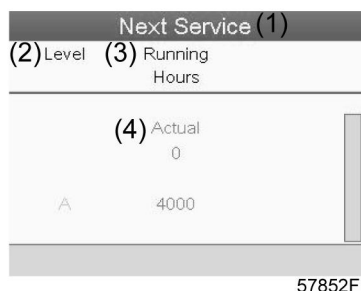 Next Service (1)
(2) Level (3) Running
Hours
(4) Actual
0
A 4000
57852F